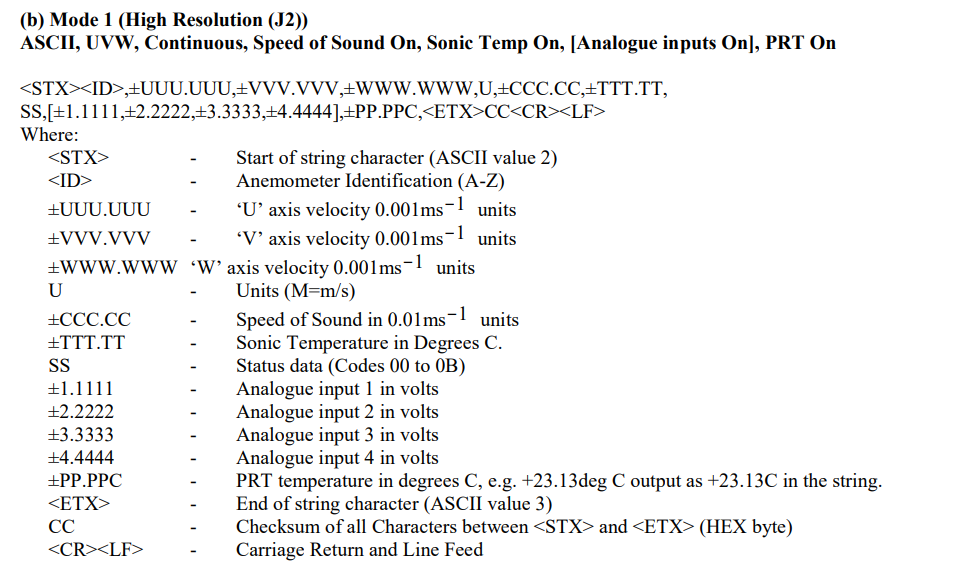 (b) Mode 1 (High Resolution (J2))
ASCII, UVW, Continuous, Speed of Sound On, Sonic Temp On, [Analogue inputs On], PRT On
<STX><ID>,±UUU.UUU,±VVV.VVV,±WWW.WWW,U,±CCC.CC,±TTT.TT,
SS,[±1.1111,±2.2222,±3.3333,±4.4444],±PP.PPC,<ETX>CC<CR><LF>
Where:
<STX> - Start of string character (ASCII value 2)
<ID> - Anemometer Identification (A-Z)
±UUU.UUU - ‘U’ axis velocity 0.001ms⁻¹ units
±VVV.VVV - ‘V’ axis velocity 0.001ms⁻¹ units
±WWW.WWW ‘W’ axis velocity 0.001ms⁻¹ units
U - Units (M=m/s)
±CCC.CC - Speed of Sound in 0.01ms⁻¹ units
±TTT.TT - Sonic Temperature in Degrees C.
SS - Status data (Codes 00 to 0B)
±1.1111 - Analogue input 1 in volts
±2.2222 - Analogue input 2 in volts
±3.3333 - Analogue input 3 in volts
±4.4444 - Analogue input 4 in volts
±PP.PPC - PRT temperature in degrees C, e.g. +23.13deg C output as +23.13C in the string.
<ETX> - End of string character (ASCII value 3)
CC - Checksum of all Characters between <STX> and <ETX> (HEX byte)
<CR><LF> - Carriage Return and Line Feed